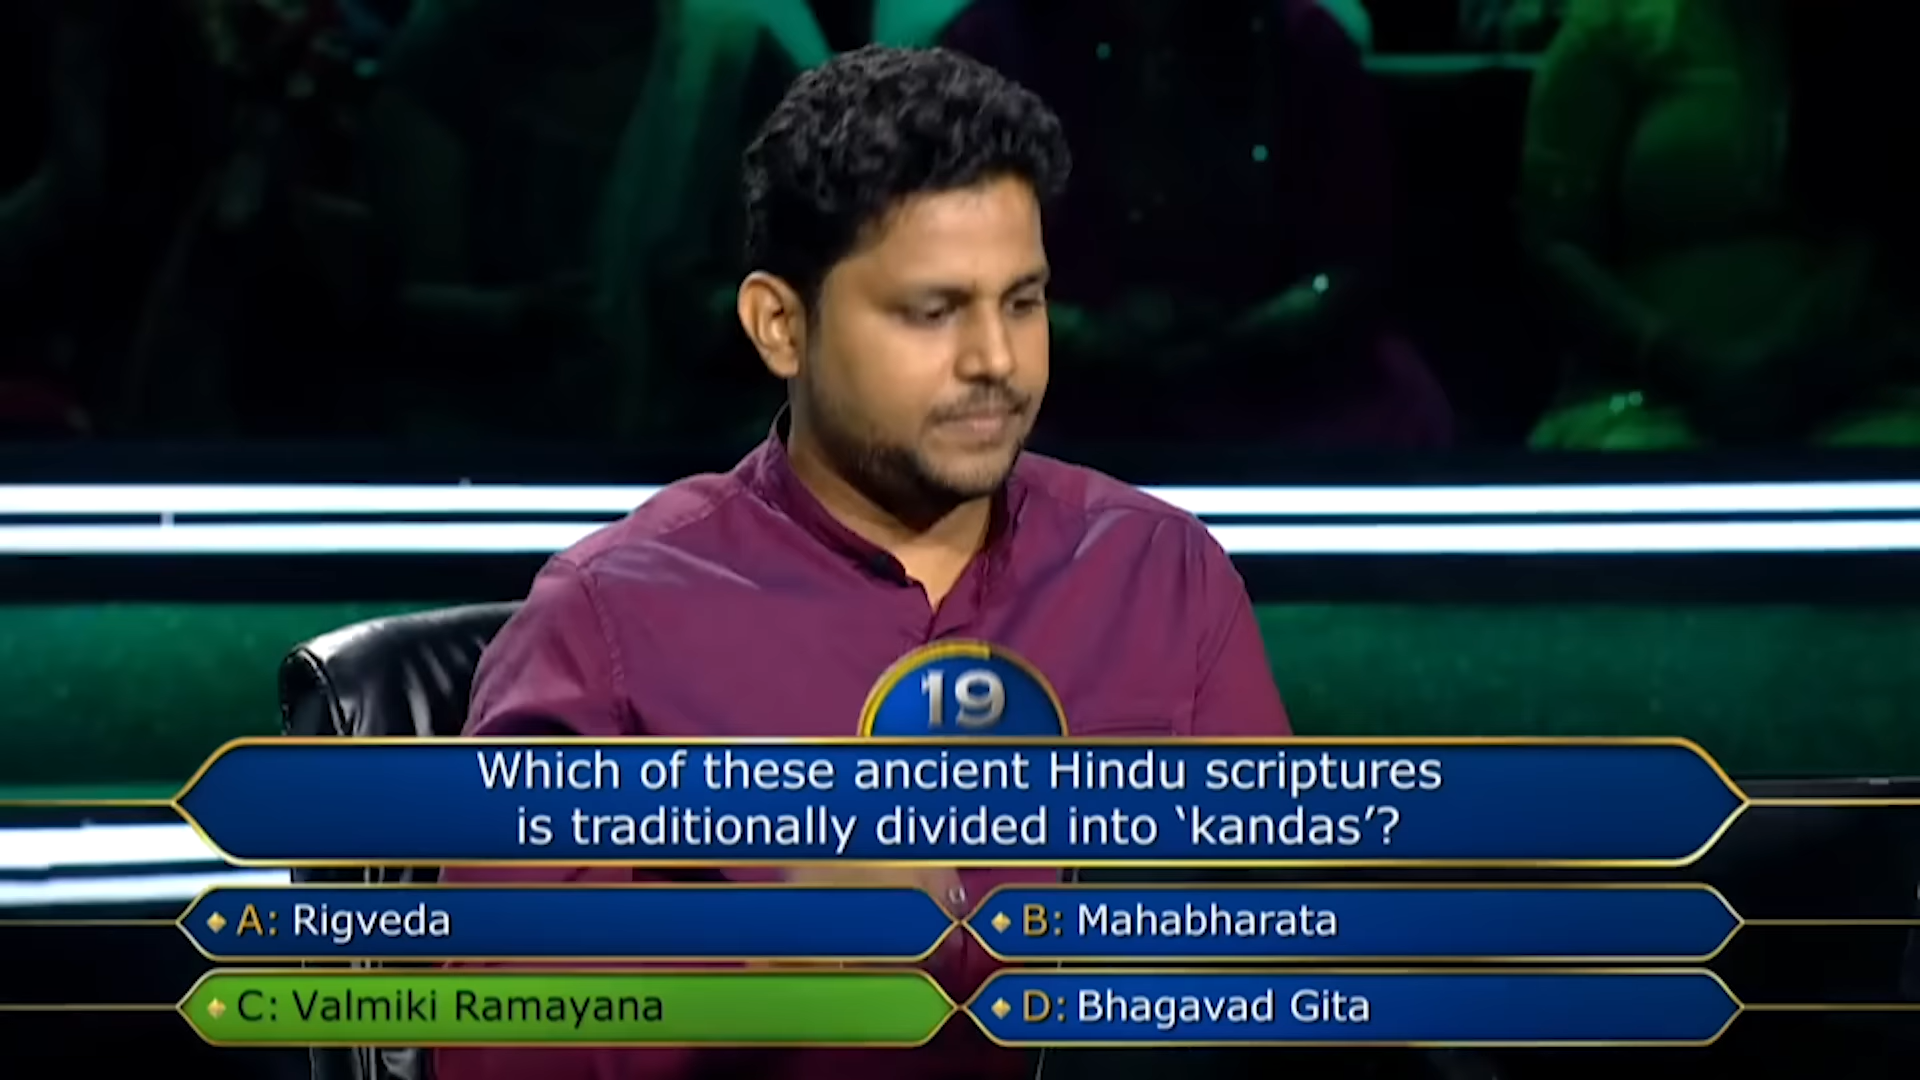 19
Which of these ancient Hindu scriptures
is traditionally divided into ‘kandas’?
A: Rigveda
B: Mahabharata
C: Valmiki Ramayana
D: Bhagavad Gita